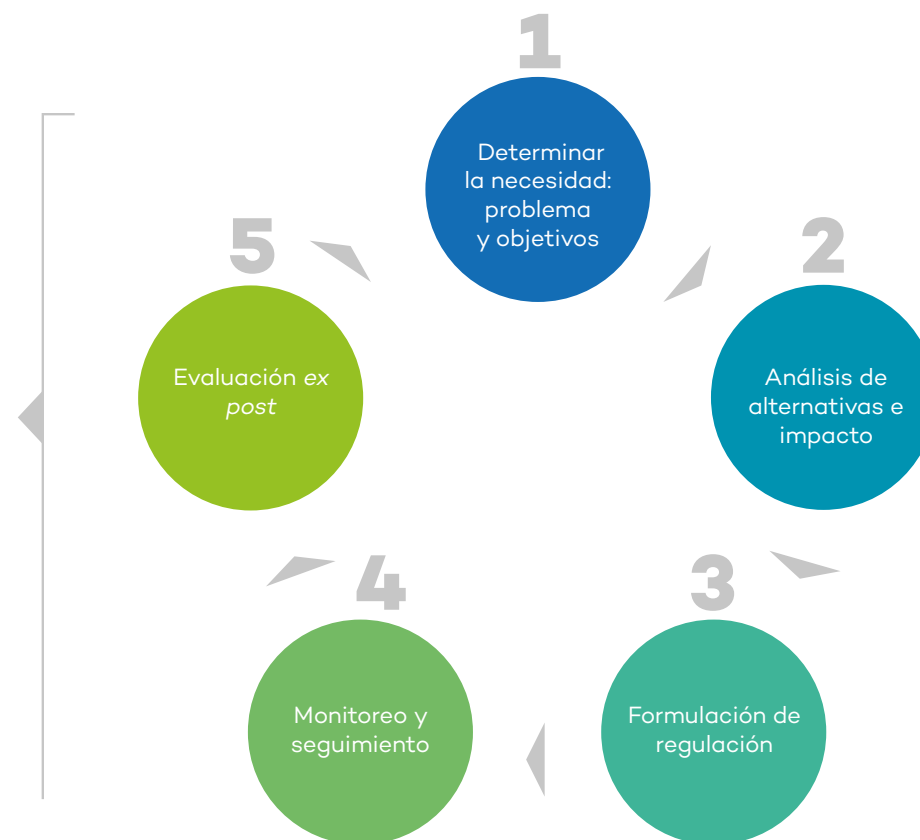 1
Determinar
la necesidad:
problema
y objetivos
2
Análisis de
alternativas e
impacto
3
Formulación de
regulación
4
Monitoreo y
seguimiento
5
Evaluación ex
post